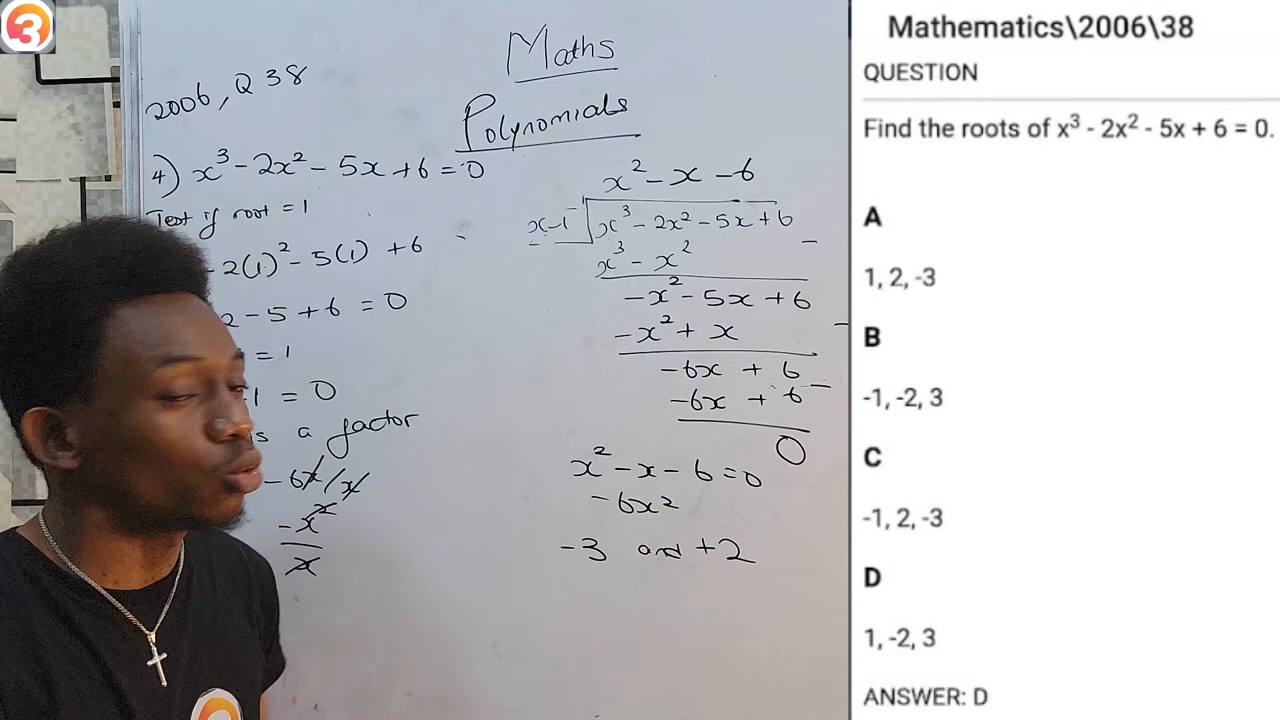 3
2006, Q 38
Maths
Polynomials
4) x³ - 2x² - 5x + 6 = 0
Test if root = 1
2(1)² - 5(1) + 6
- 5 + 6 = 0
= 1
1 = 0
is a factor
- 6x / x
- x²
x
x² - x - 6
x - 1 x³ - 2x² - 5x + 6
x³ - x² -
- x² - 5x + 6
- x² + x -
- 6x + 6
- 6x + 6 -
0
x² - x - 6 = 0
- 6x²
-3 and +2
Mathematics\2006\38
QUESTION
Find the roots of x³ - 2x² - 5x + 6 = 0.
A
1, 2, -3
B
-1, -2, 3
C
-1, 2, -3
D
1, -2, 3
ANSWER: D